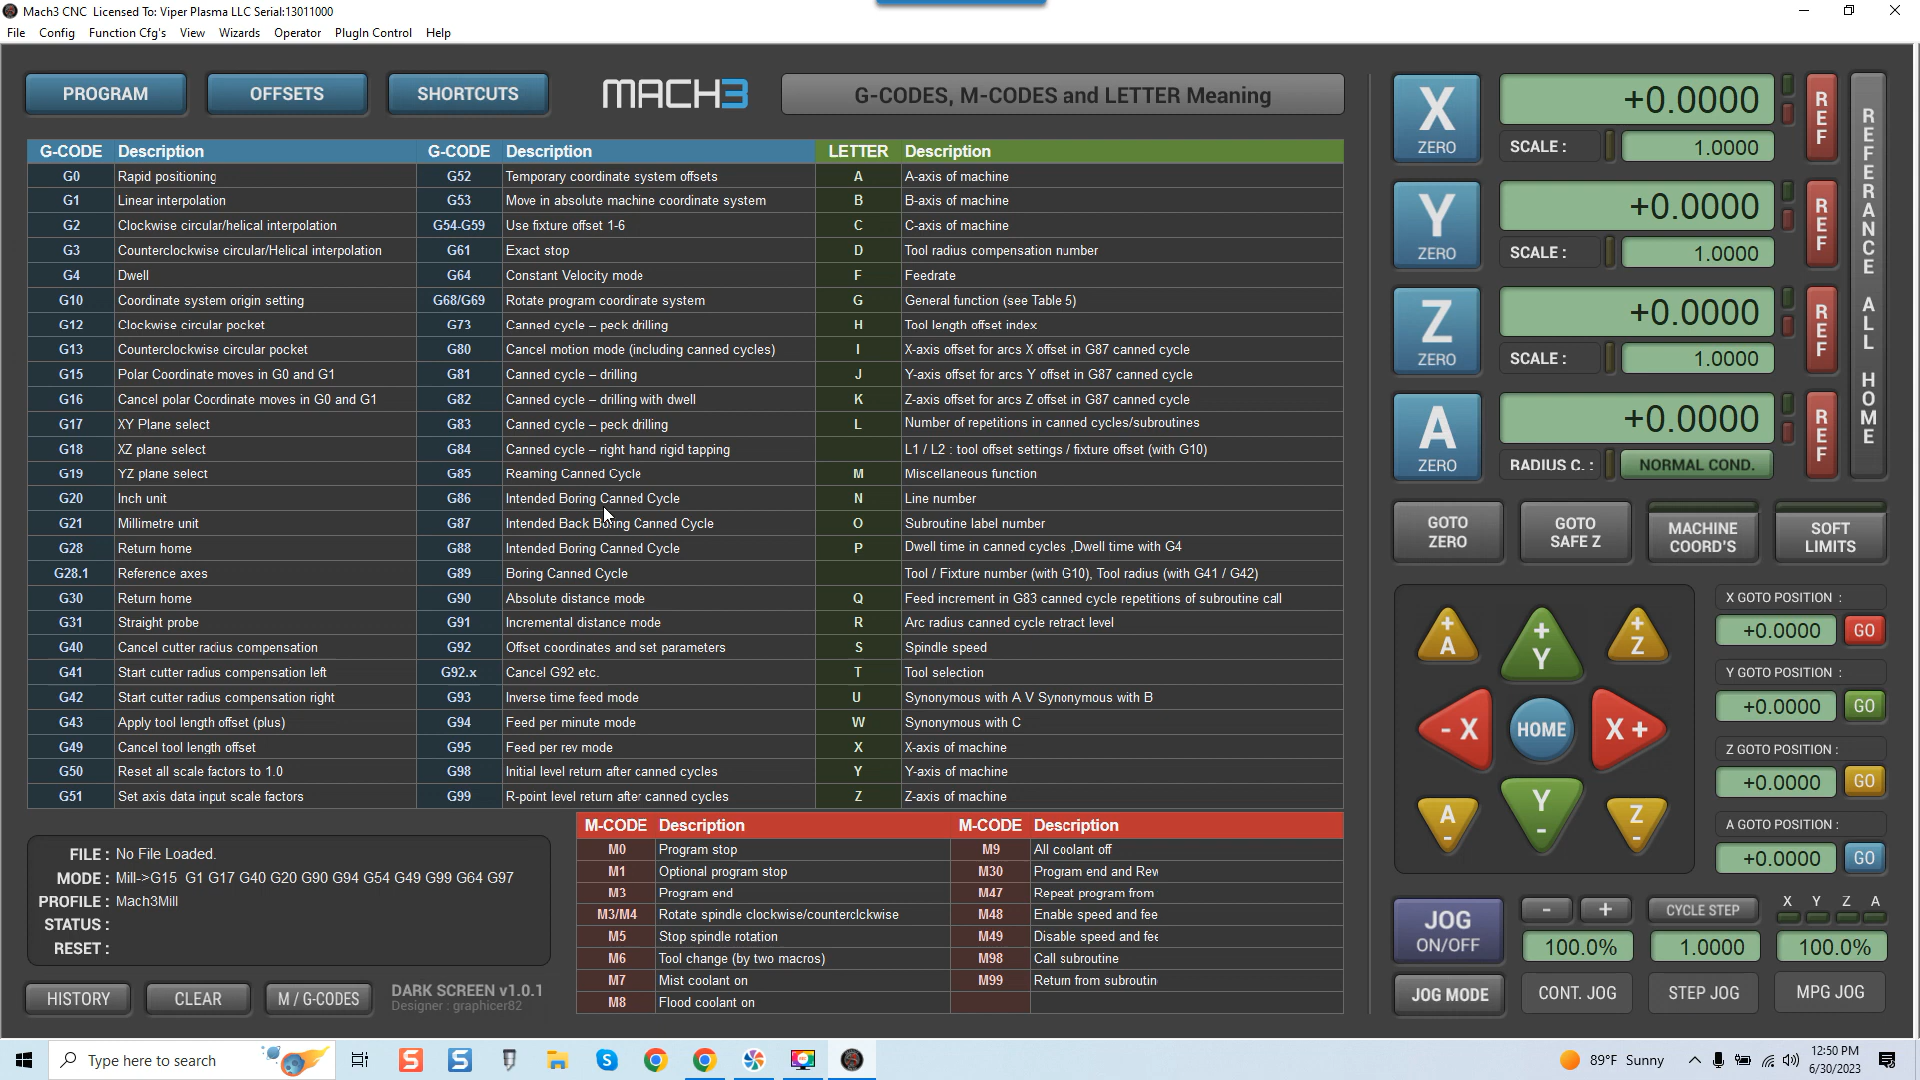 Mach3 CNC Licensed To: Viper Plasma LLC Serial:13011000
File Config Function Cfg's View Wizards Operator PlugIn Control Help
PROGRAM OFFSETS SHORTCUTS MACH3 G-CODES, M-CODES and LETTER Meaning
G-CODE Description G-CODE Description LETTER Description
G0 Rapid positioning G52 Temporary coordinate system offsets A A-axis of machine
G1 Linear interpolation G53 Move in absolute machine coordinate system B B-axis of machine
G2 Clockwise circular/helical interpolation G54-G59 Use fixture offset 1-6 C C-axis of machine
G3 Counterclockwise circular/Helical interpolation G61 Exact stop D Tool radius compensation number
G4 Dwell G64 Constant Velocity mode F Feedrate
G10 Coordinate system origin setting G68/G69 Rotate program coordinate system G General function (see Table 5)
G12 Clockwise circular pocket G73 Canned cycle – peck drilling H Tool length offset index
G13 Counterclockwise circular pocket G80 Cancel motion mode (including canned cycles) I X-axis offset for arcs X offset in G87 canned cycle
G15 Polar Coordinate moves in G0 and G1 G81 Canned cycle – drilling J Y-axis offset for arcs Y offset in G87 canned cycle
G16 Cancel polar Coordinate moves in G0 and G1 G82 Canned cycle – drilling with dwell K Z-axis offset for arcs Z offset in G87 canned cycle
G17 XY Plane select G83 Canned cycle – peck drilling L Number of repetitions in canned cycles/subroutines
G18 XZ plane select G84 Canned cycle – right hand rigid tapping L1 / L2 : tool offset settings / fixture offset (with G10)
G19 YZ plane select G85 Reaming Canned Cycle M Miscellaneous function
G20 Inch unit G86 Intended Boring Canned Cycle N Line number
G21 Millimetre unit G87 Intended Back Boring Canned Cycle O Subroutine label number
G28 Return home G88 Intended Boring Canned Cycle P Dwell time in canned cycles ,Dwell time with G4
G28.1 Reference axes G89 Boring Canned Cycle Tool / Fixture number (with G10), Tool radius (with G41 / G42)
G30 Return home G90 Absolute distance mode Q Feed increment in G83 canned cycle repetitions of subroutine call
G31 Straight probe G91 Incremental distance mode R Arc radius canned cycle retract level
G40 Cancel cutter radius compensation G92 Offset coordinates and set parameters S Spindle speed
G41 Start cutter radius compensation left G92.x Cancel G92 etc. T Tool selection
G42 Start cutter radius compensation right G93 Inverse time feed mode U Synonymous with A V Synonymous with B
G43 Apply tool length offset (plus) G94 Feed per minute mode W Synonymous with C
G49 Cancel tool length offset G95 Feed per rev mode X X-axis of machine
G50 Reset all scale factors to 1.0 G98 Initial level return after canned cycles Y Y-axis of machine
G51 Set axis data input scale factors G99 R-point level return after canned cycles Z Z-axis of machine
M-CODE Description M-CODE Description
M0 Program stop M9 All coolant off
M1 Optional program stop M30 Program end and Rew
M3 Program end M47 Repeat program from
M3/M4 Rotate spindle clockwise/counterclckwise M48 Enable speed and fee
M5 Stop spindle rotation M49 Disable speed and fee
M6 Tool change (by two macros) M98 Call subroutine
M7 Mist coolant on M99 Return from subroutin
M8 Flood coolant on
FILE : No File Loaded.
MODE : Mill->G15 G1 G17 G40 G20 G90 G94 G54 G49 G99 G64 G97
PROFILE : Mach3Mill
STATUS :
RESET :
HISTORY CLEAR M / G-CODES DARK SCREEN v1.0.1
Designer : graphicer82
X ZERO +0.0000 REF
SCALE : 1.0000
Y ZERO +0.0000 REF
SCALE : 1.0000
Z ZERO +0.0000 REF
SCALE : 1.0000
A ZERO +0.0000 REF
RADIUS C. : NORMAL COND.
REFERANCE ALL HOME
GOTO ZERO GOTO SAFE Z MACHINE COORD'S SOFT LIMITS
+ A + Y + Z
- X HOME X +
A - Y - Z -
X GOTO POSITION :
+0.0000 GO
Y GOTO POSITION :
+0.0000 GO
Z GOTO POSITION :
+0.0000 GO
A GOTO POSITION :
+0.0000 GO
JOG ON/OFF - + CYCLE STEP X Y Z A
100.0% 1.0000 100.0%
JOG MODE CONT. JOG STEP JOG MPG JOG
Type here to search
89°F Sunny
12:50 PM
6/30/2023